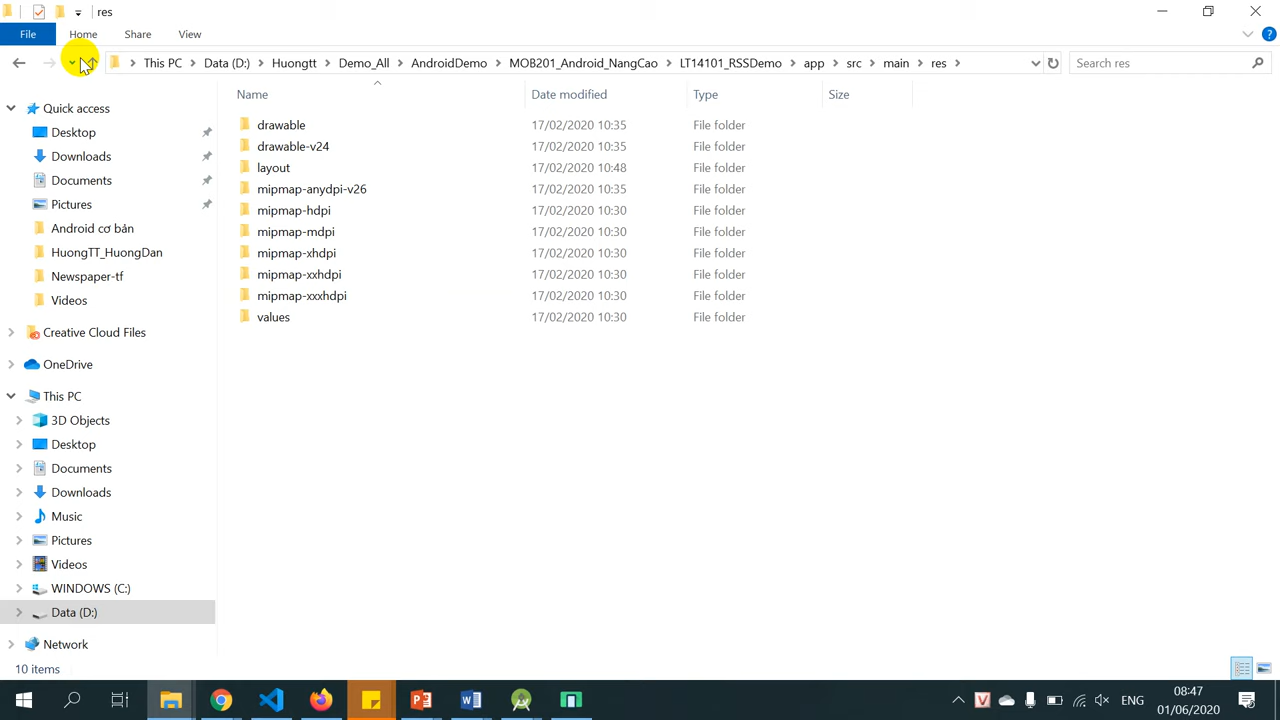 res
File Home Share View
This PC Data (D:) Huongtt Demo_All AndroidDemo MOB201_Android_NangCao LT14101_RSSDemo app src main res Search res
Name Date modified Type Size
Quick access
Desktop
Downloads
Documents
Pictures
Android cơ bản
HuongTT_HuongDan
Newspaper-tf
Videos
Creative Cloud Files
OneDrive
This PC
3D Objects
Desktop
Documents
Downloads
Music
Pictures
Videos
WINDOWS (C:)
Data (D:)
Network
drawable 17/02/2020 10:35 File folder
drawable-v24 17/02/2020 10:35 File folder
layout 17/02/2020 10:48 File folder
mipmap-anydpi-v26 17/02/2020 10:35 File folder
mipmap-hdpi 17/02/2020 10:30 File folder
mipmap-mdpi 17/02/2020 10:30 File folder
mipmap-xhdpi 17/02/2020 10:30 File folder
mipmap-xxhdpi 17/02/2020 10:30 File folder
mipmap-xxxhdpi 17/02/2020 10:30 File folder
values 17/02/2020 10:30 File folder
10 items
ENG
08:47
01/06/2020